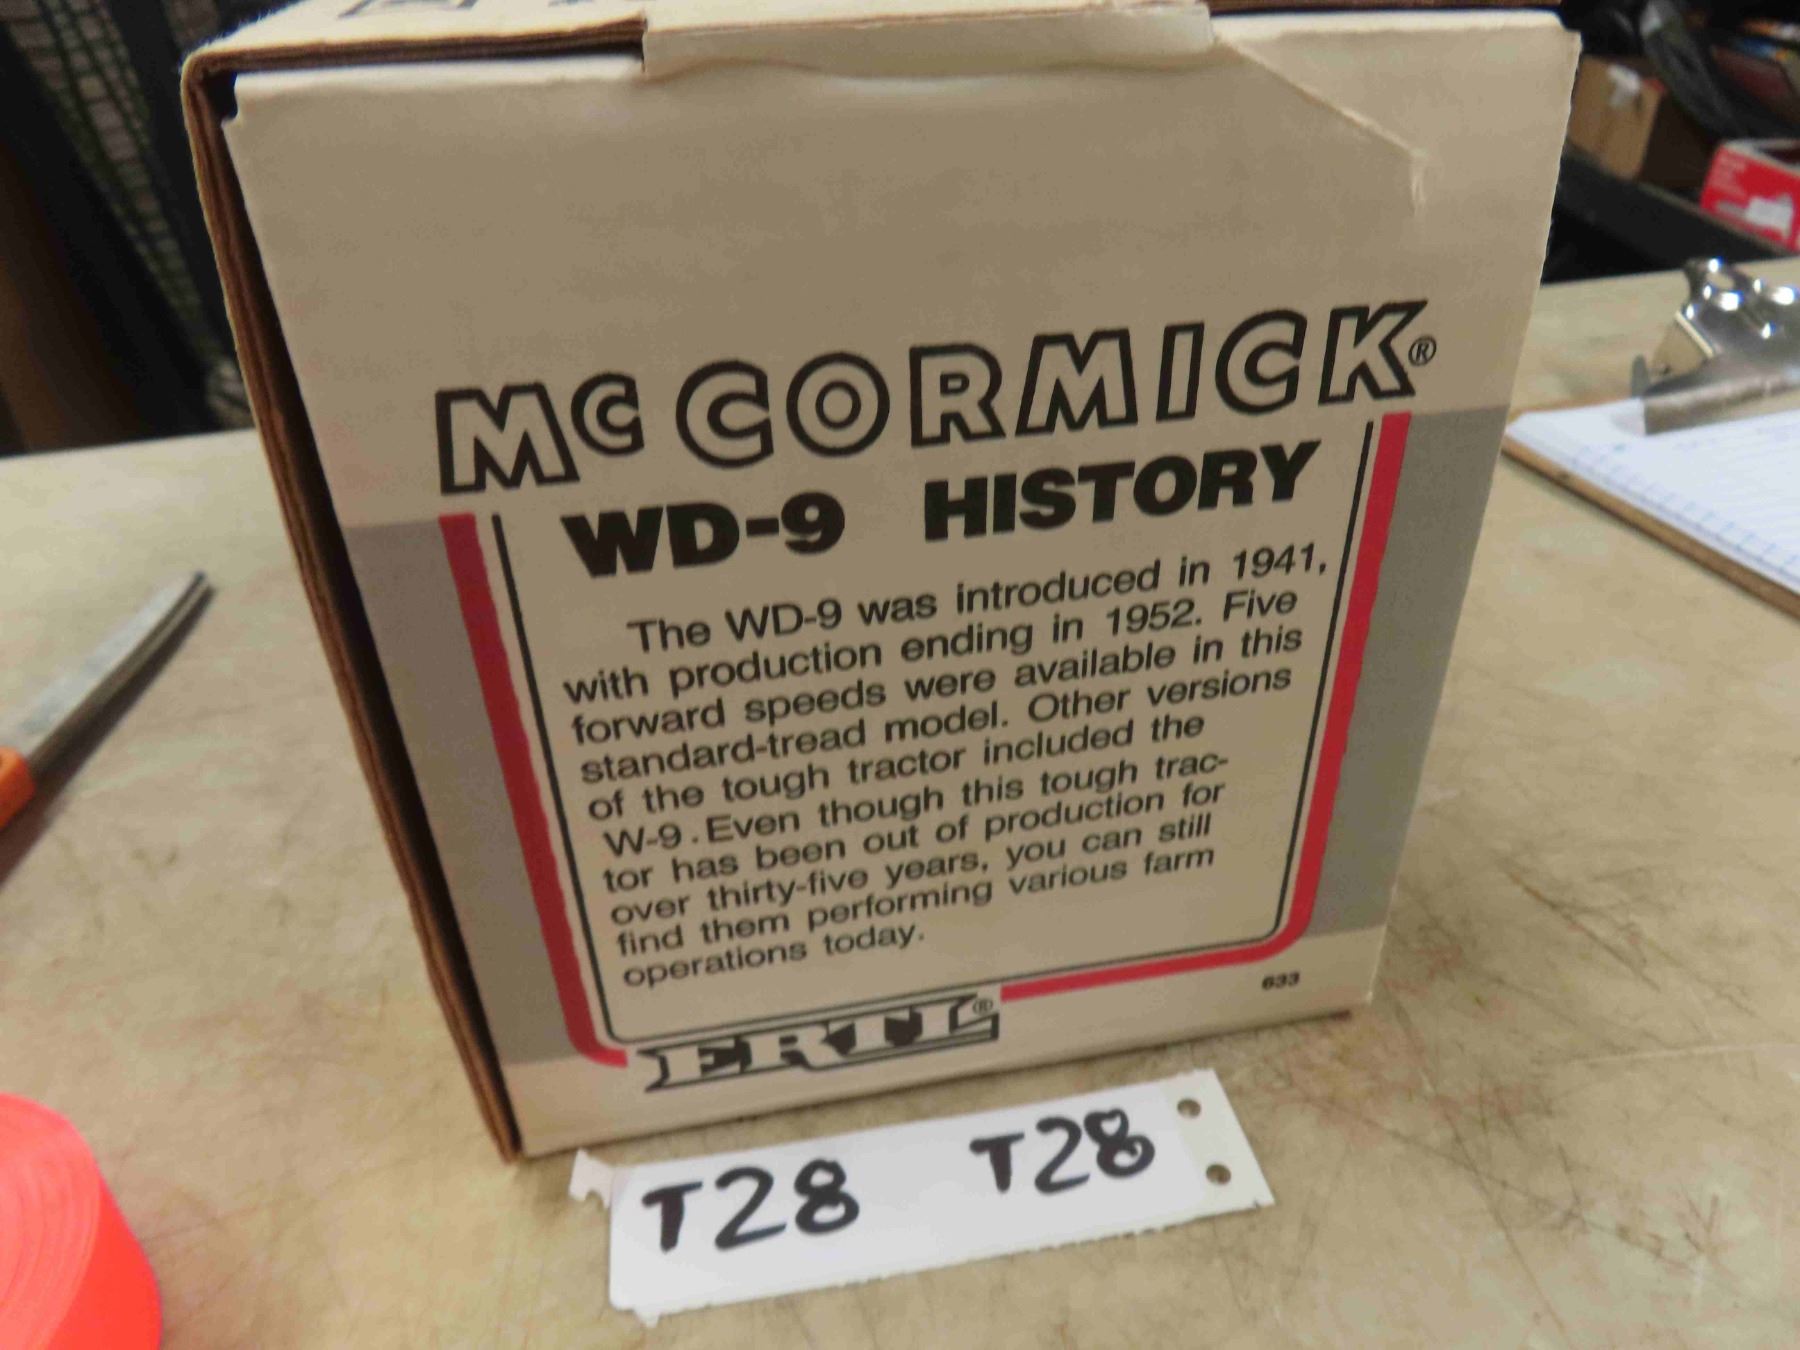 McCORMICK®
WD-9 HISTORY
The WD-9 was introduced in 1941,
with production ending in 1952. Five
forward speeds were available in this
standard-tread model. Other versions
of the tough tractor included the
W-9. Even though this tough trac-
tor has been out of production for
over thirty-five years, you can still
find them performing various farm
operations today.
633
ERTL®
T28 T28